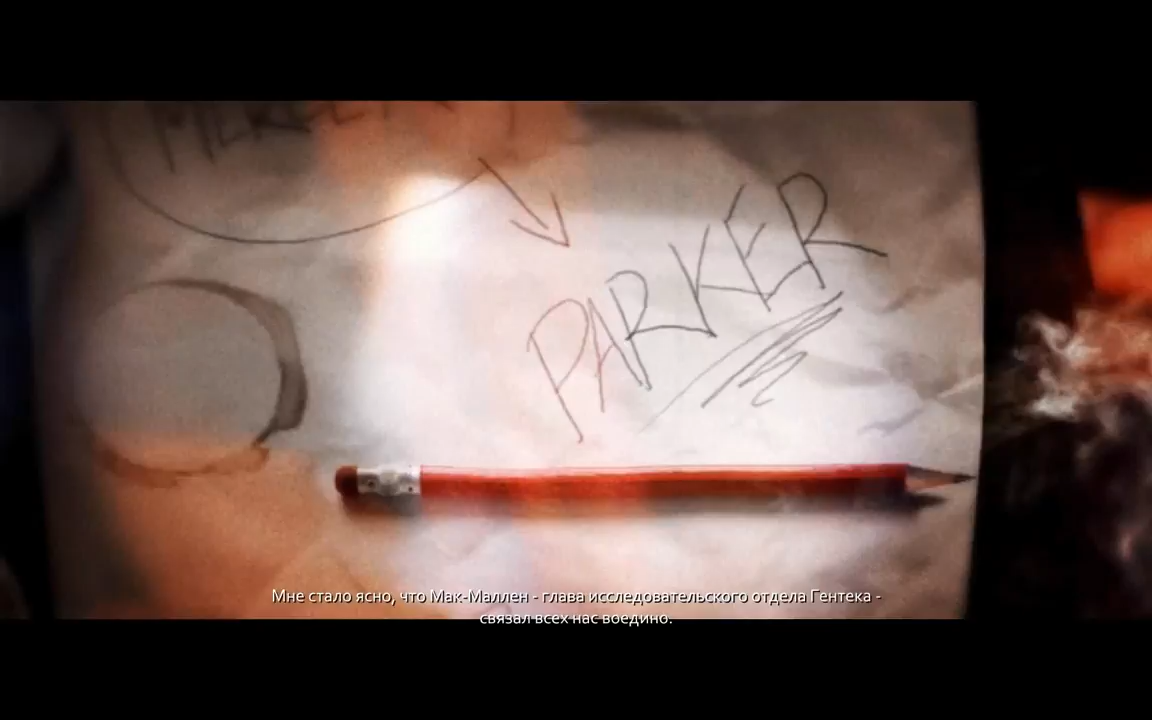 PARKER
Мне стало ясно, что Мак-Маллен - глава исследовательского отдела Гентека -
связал всех нас воедино.